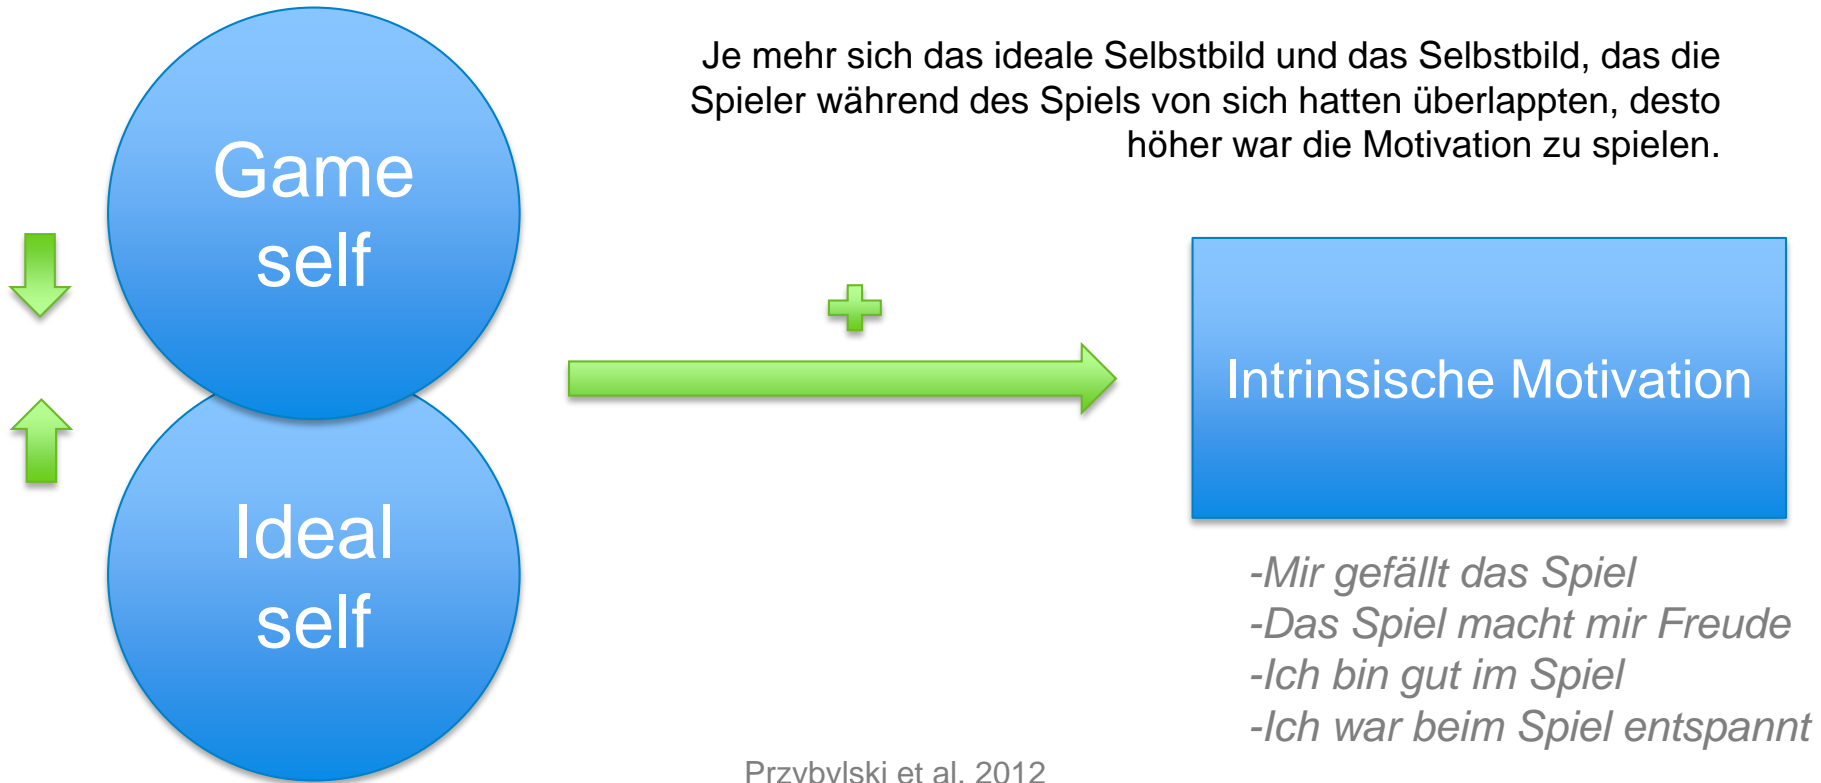 Je mehr sich das ideale Selbstbild und das Selbstbild, das die
Spieler während des Spiels von sich hatten überlappten, desto
höher war die Motivation zu spielen.
Game
self
Ideal
self
Intrinsische Motivation
-Mir gefällt das Spiel
-Das Spiel macht mir Freude
-Ich bin gut im Spiel
-Ich war beim Spiel entspannt
Przybylski et al. 2012